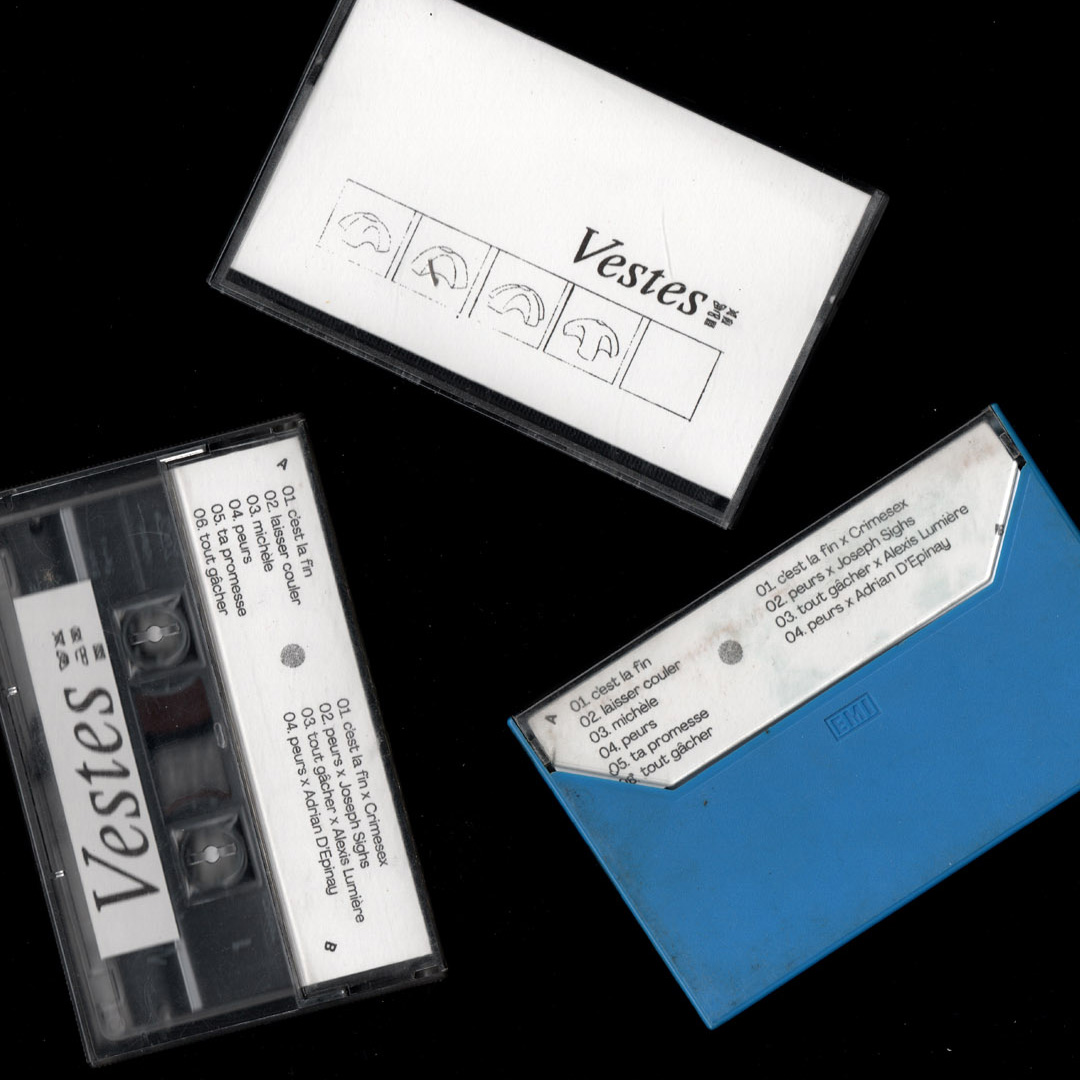 Vestes
A
01. c'est la fin
02. laisser couler
03. michèle
04. peurs
05. ta promesse
06. tout gâcher
01 c'est la fin x Crimesex
02. peurs x Joseph Sighs
03. tout gâcher x Alexis Lumière
04. peurs x Adrian D'Epinay
B
Vestes
A
01. c'est la fin
02. laisser couler
03. michèle
04. peurs
05. ta promesse
06. tout gâcher
01. c'est la fin x Crimesex
02. peurs x Joseph Sighs
03. tout gâcher x Alexis Lumière
04. peurs x Adrian D'Epinay
EMI